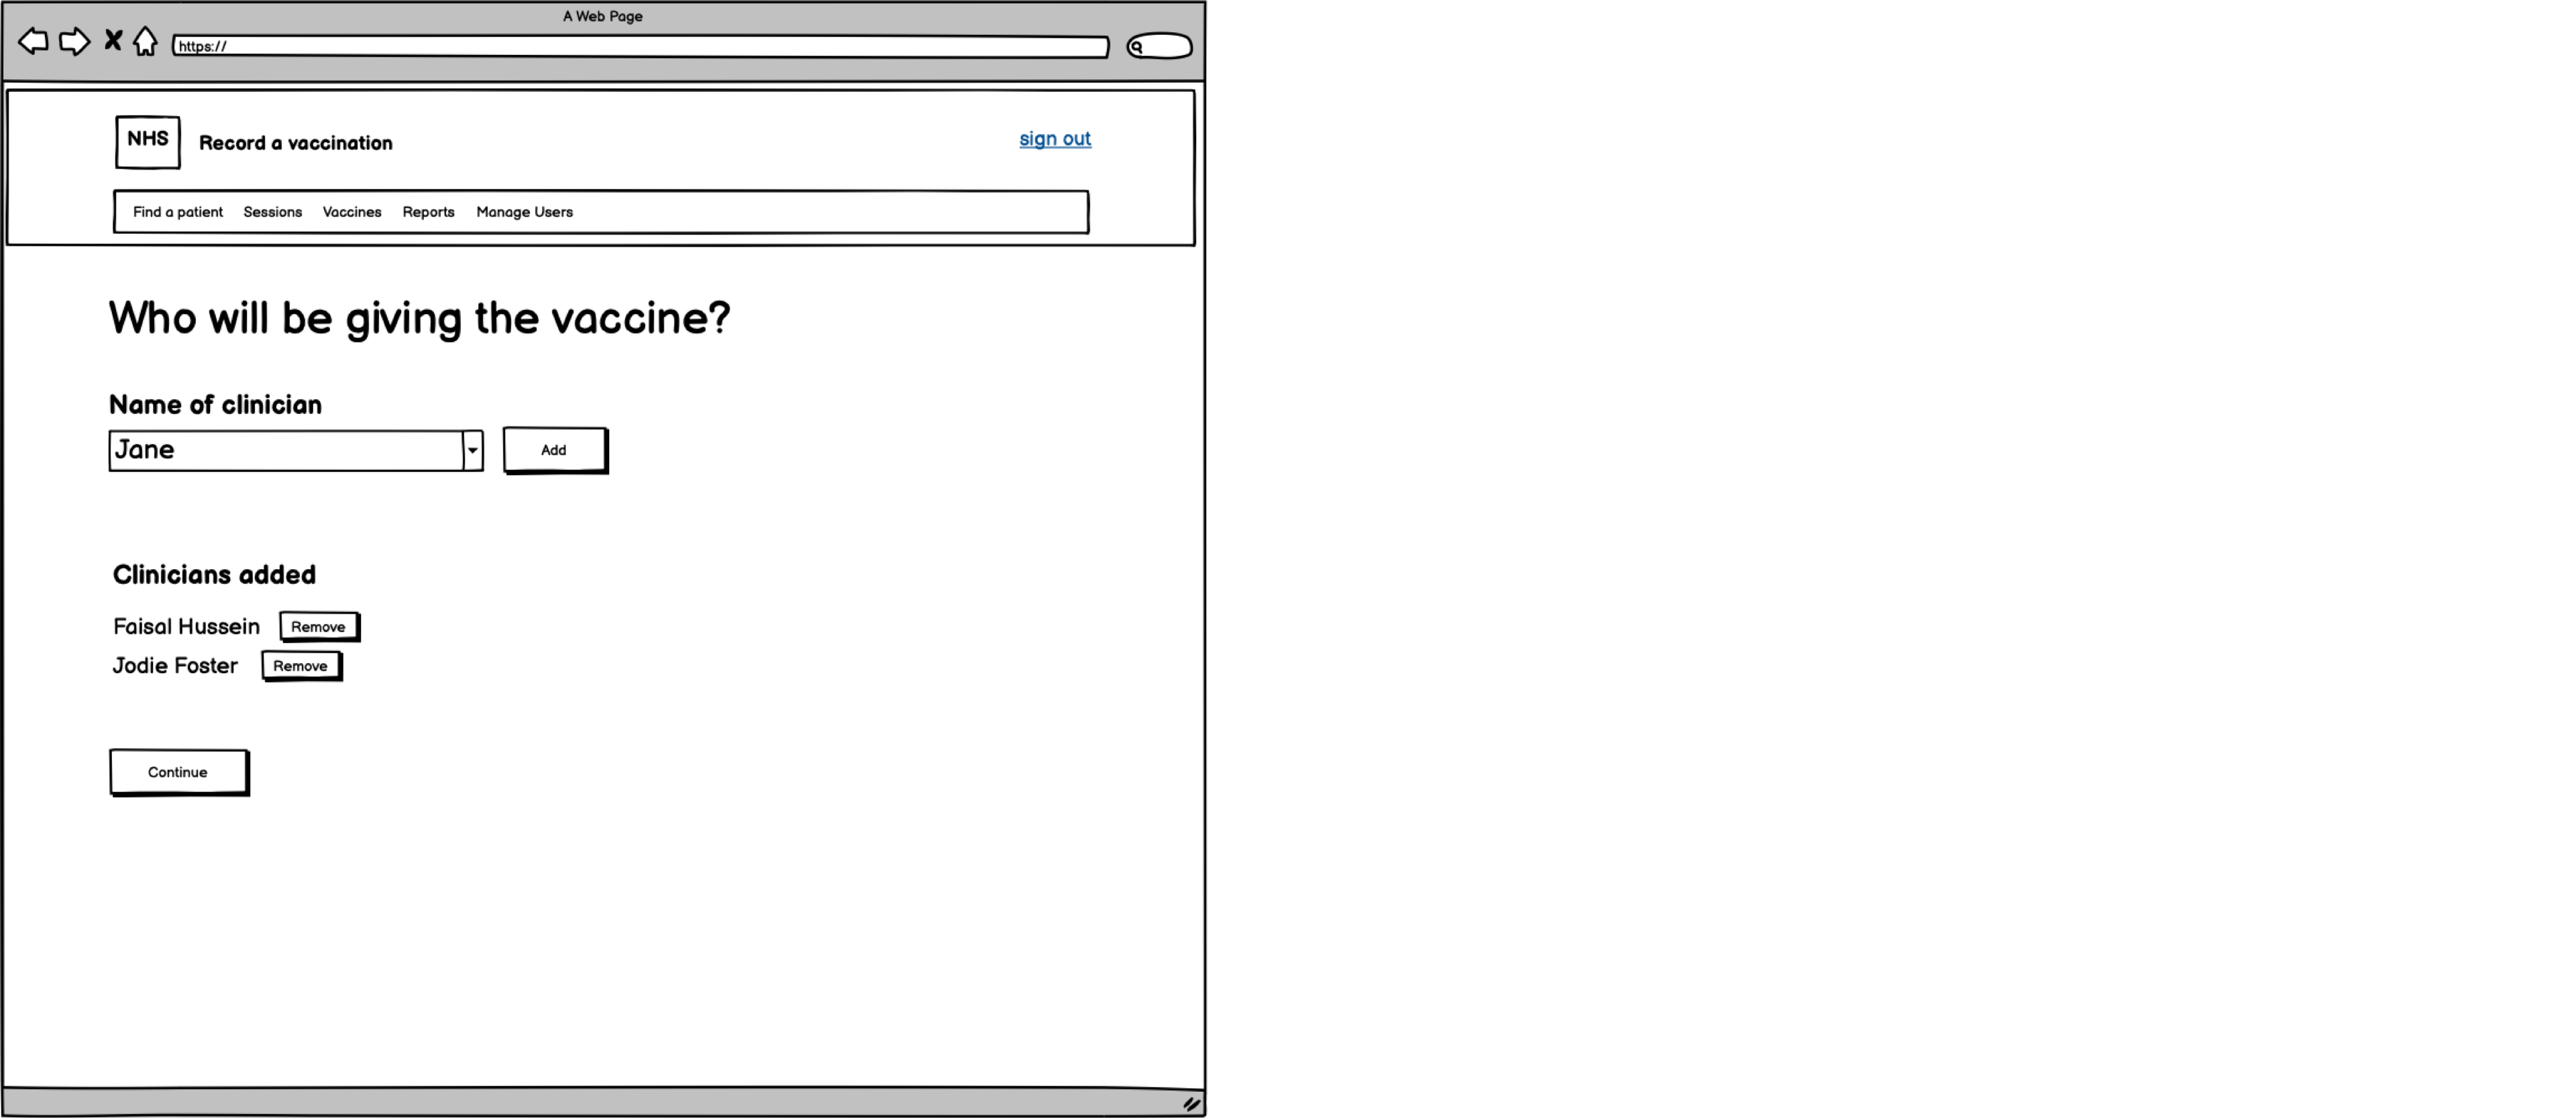 A Web Page
https://
NHS
Record a vaccination
sign out
Find a patient Sessions Vaccines Reports Manage Users
Who will be giving the vaccine?
Name of clinician
Jane
Add
Clinicians added
Faisal Hussein Remove
Jodie Foster Remove
Continue